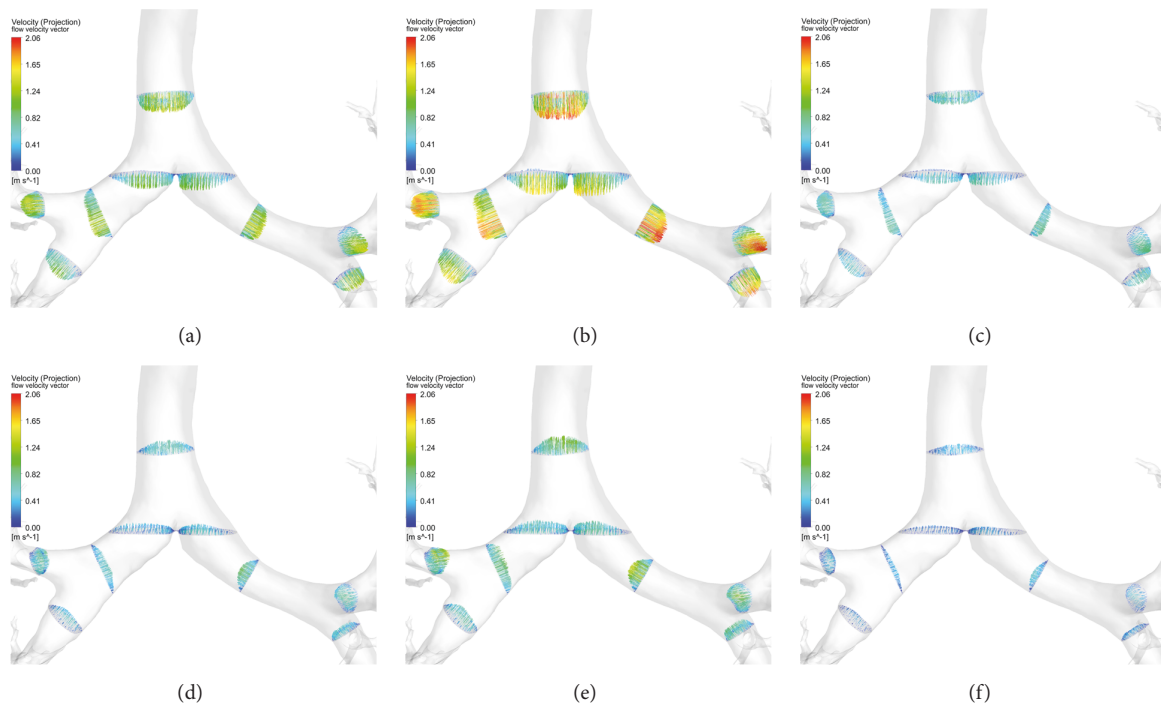 Velocity (Projection)
flow velocity vector
2.06
1.65
1.24
0.82
0.41
0.00
[m s^-1]
(a)
Velocity (Projection)
flow velocity vector
2.06
1.65
1.24
0.82
0.41
0.00
[m s^-1]
(b)
Velocity (Projection)
flow velocity vector
2.06
1.65
1.24
0.82
0.41
0.00
[m s^-1]
(c)
Velocity (Projection)
flow velocity vector
2.06
1.65
1.24
0.82
0.41
0.00
[m s^-1]
(d)
Velocity (Projection)
flow velocity vector
2.06
1.65
1.24
0.82
0.41
0.00
[m s^-1]
(e)
Velocity (Projection)
flow velocity vector
2.06
1.65
1.24
0.82
0.41
0.00
[m s^-1]
(f)